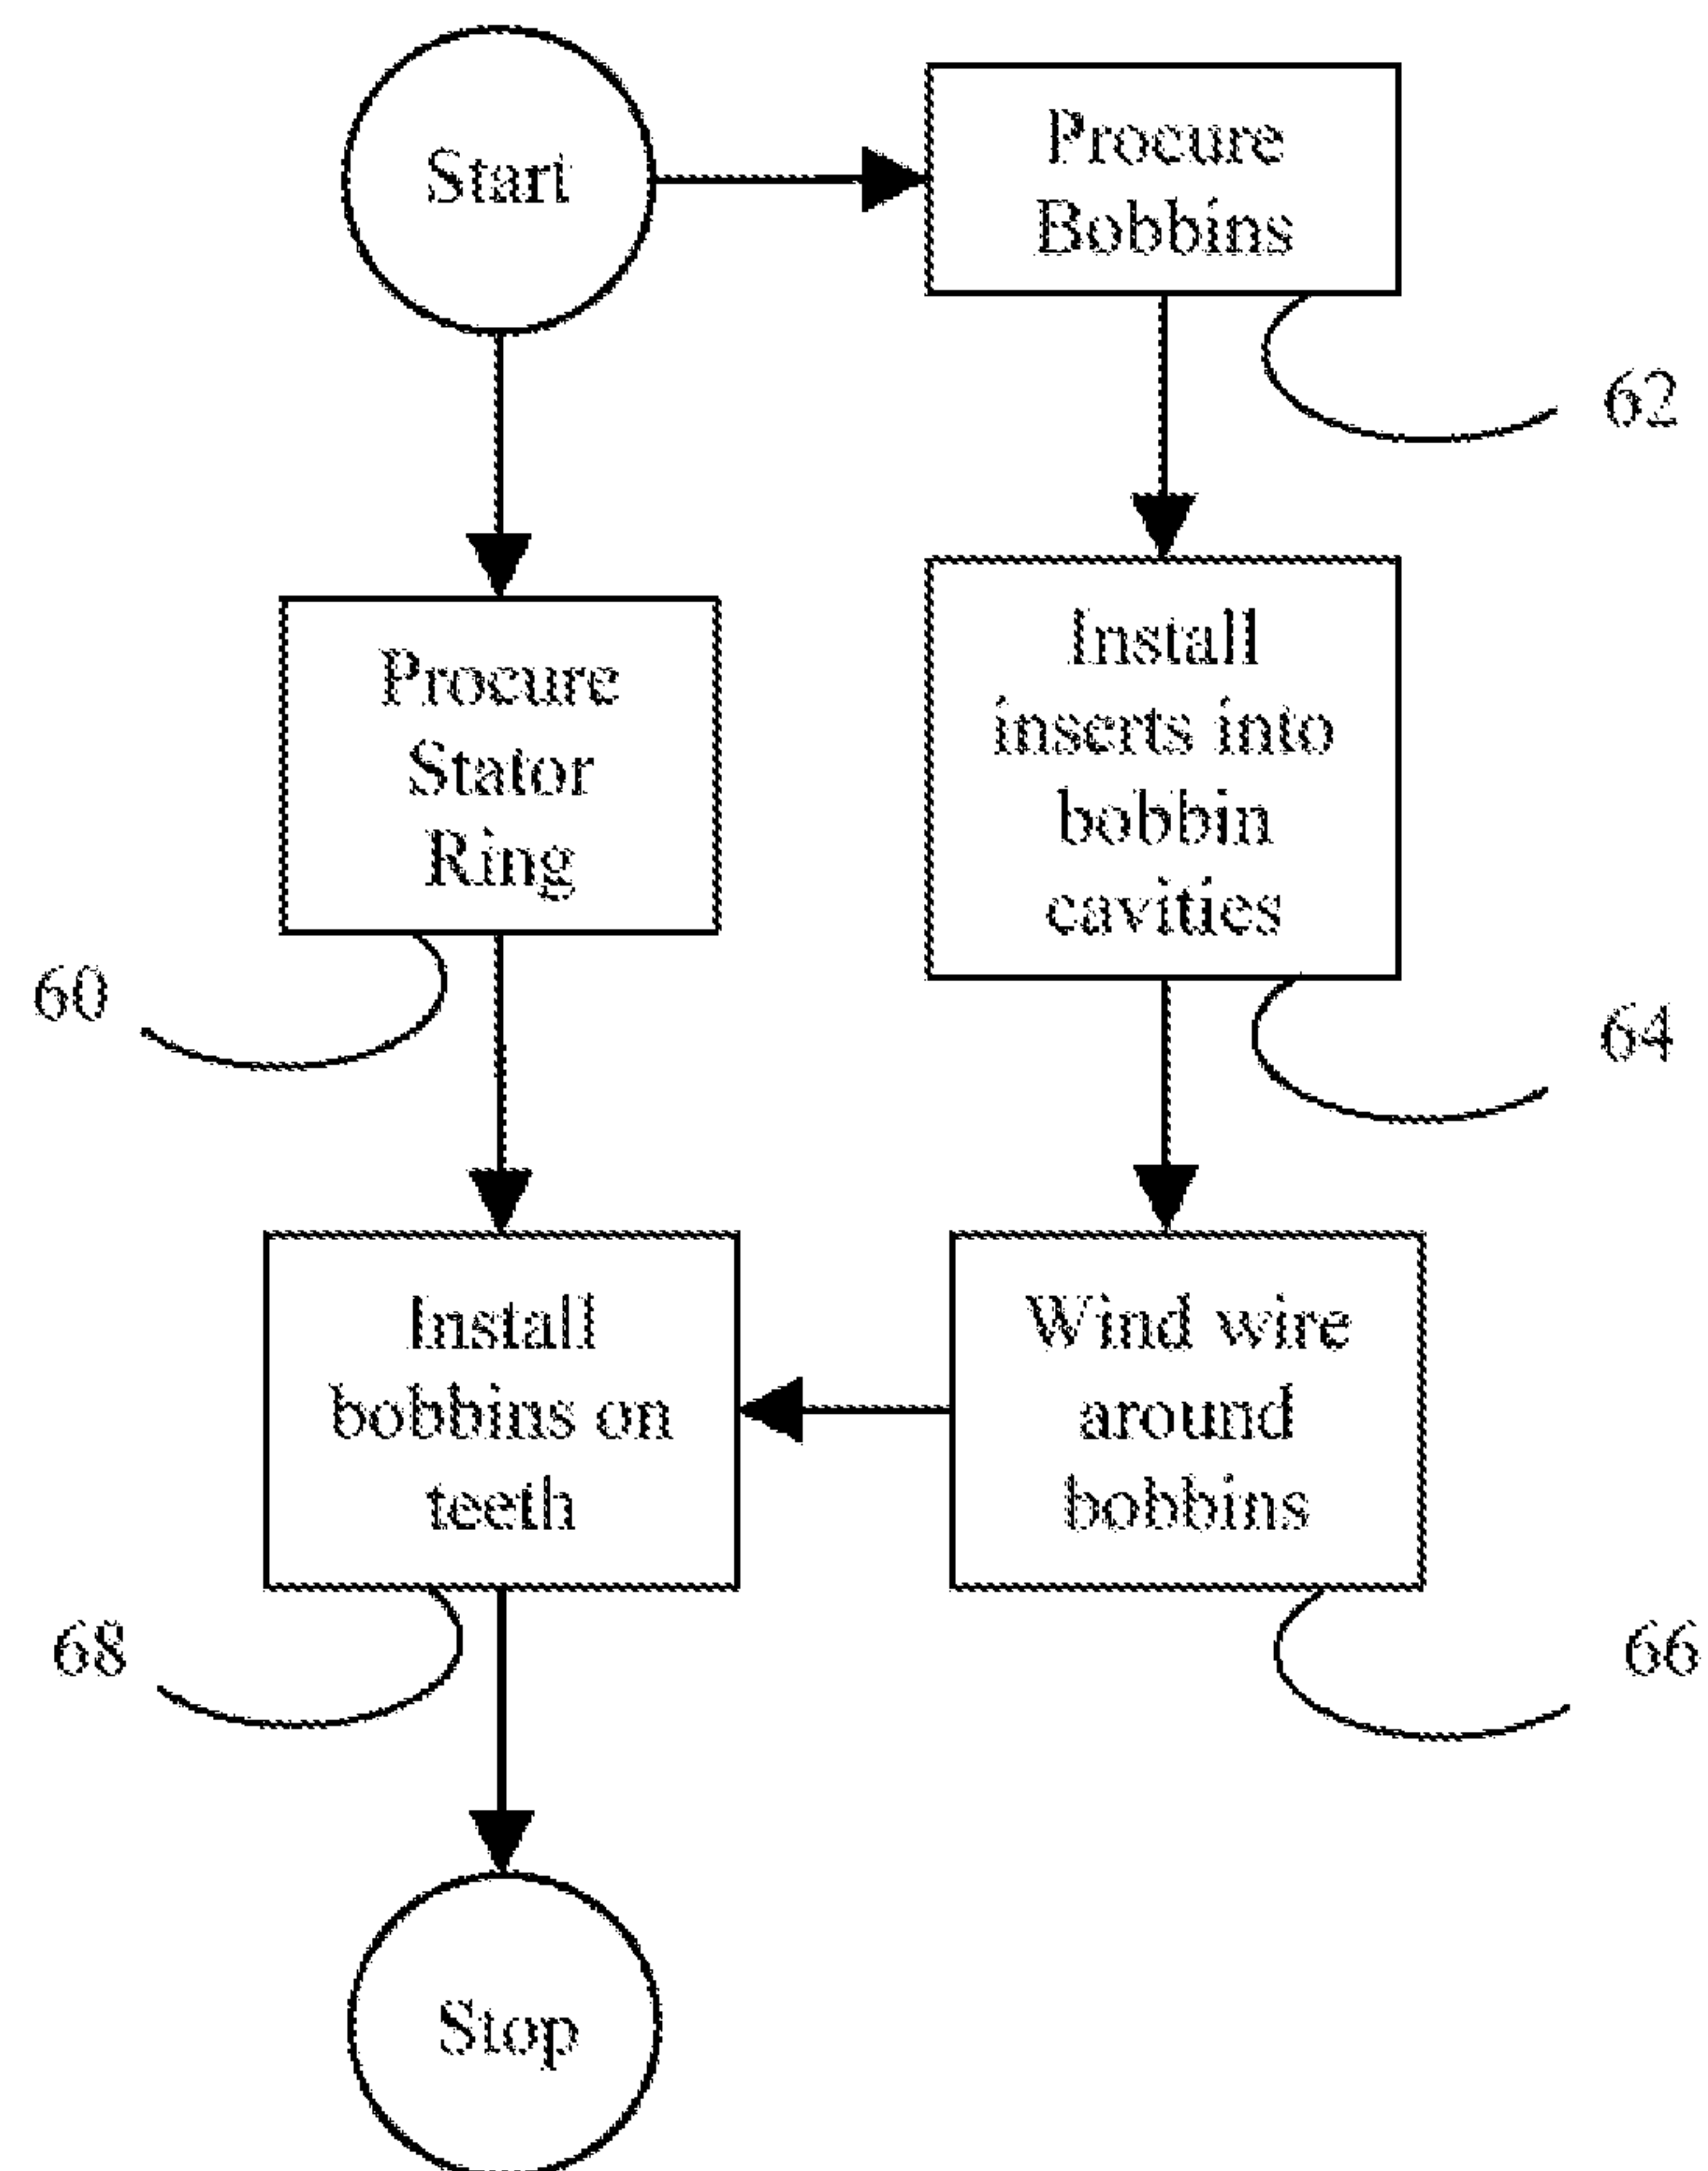 Start
Procure
Bobbins
62
Procure
Stator
Ring
60
Install
inserts into
bobbin
cavities
64
Install
bobbins on
teeth
68
Wind wire
around
bobbins
66
Stop